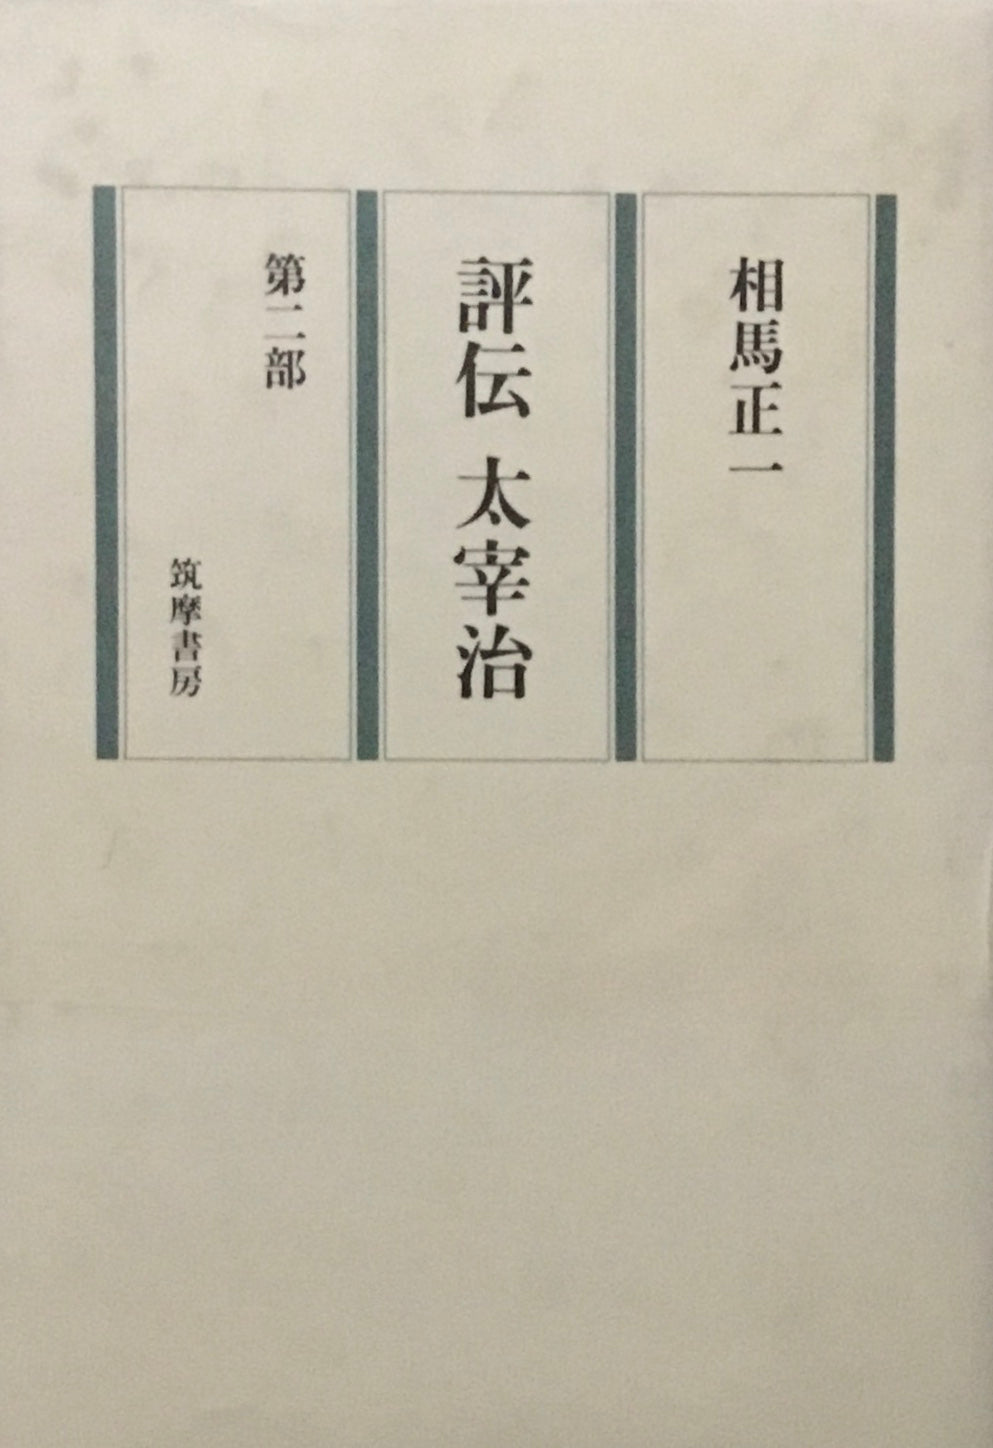 相馬正一
評伝 太宰治
第二部
筑摩書房